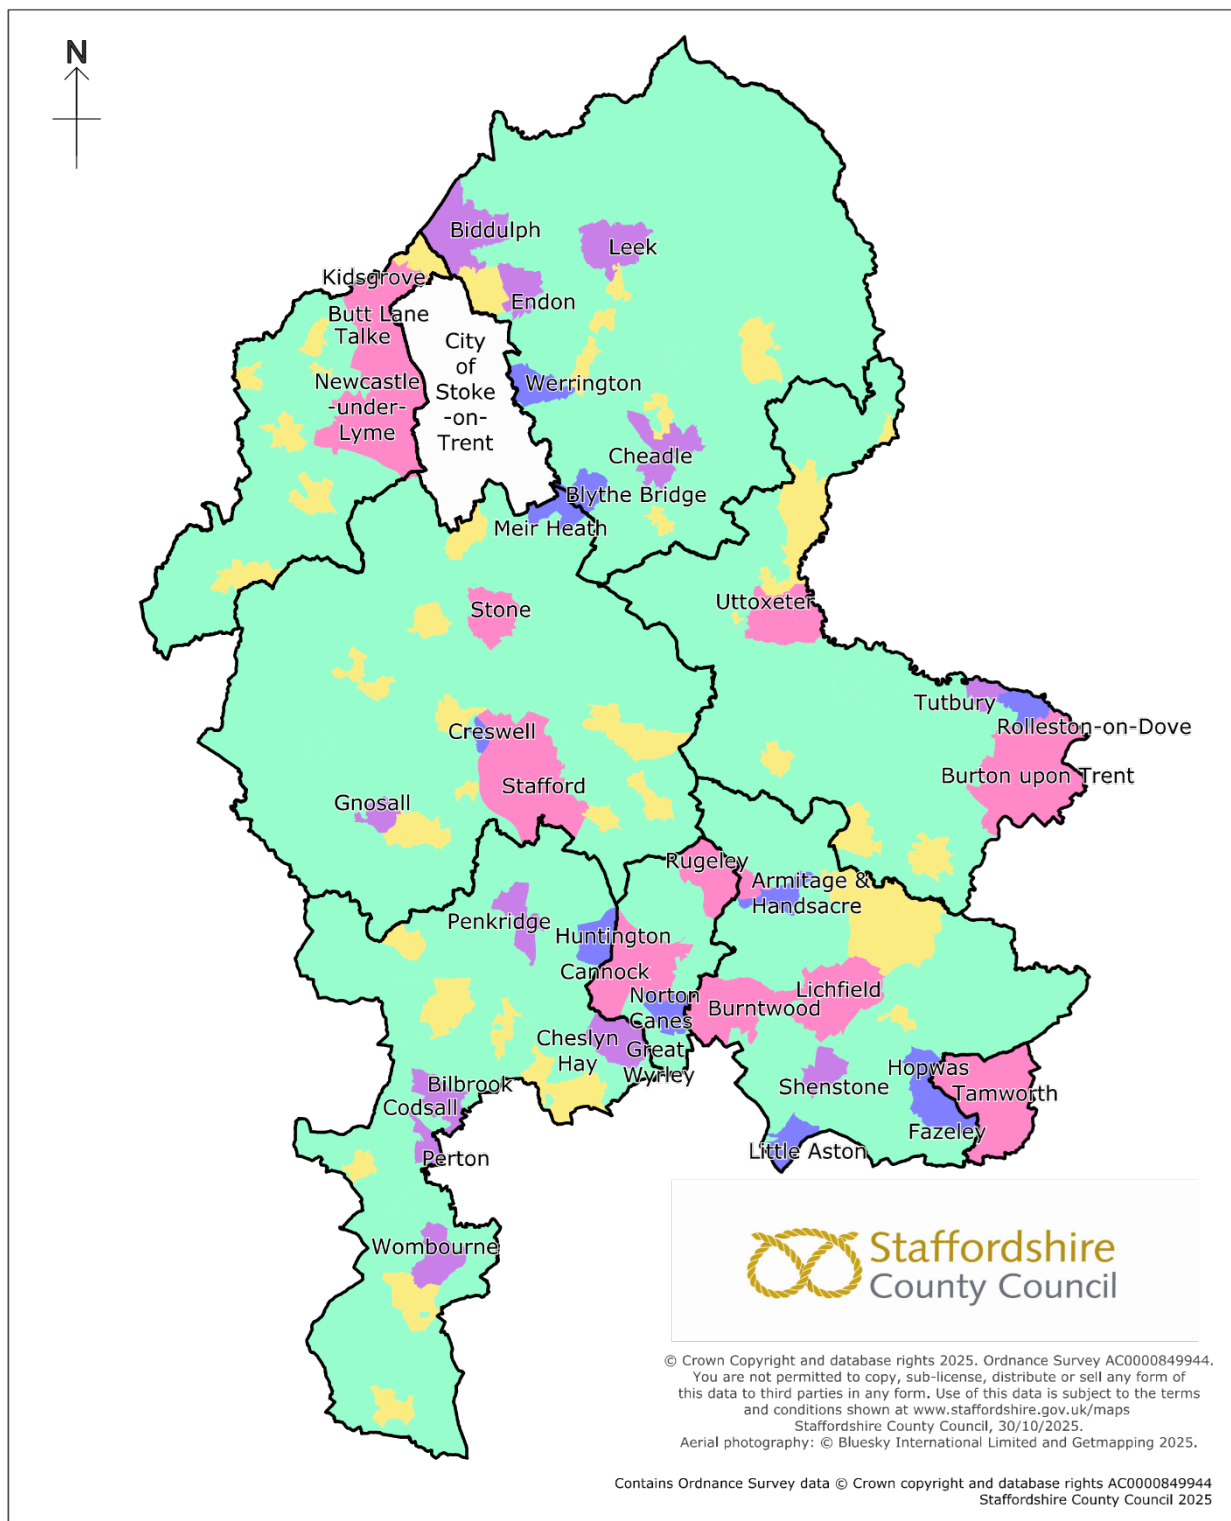 N
Biddulph
Leek
Kidsgrove
Endon
Butt Lane
Talke
City
of
Stoke
-on-
Trent
Newcastle
-under-
Lyme
Werrington
Cheadle
Blythe Bridge
Meir Heath
Stone
Uttoxeter
Tutbury
Rolleston-on-Dove
Creswell
Burton upon Trent
Stafford
Gnosall
Rugeley
Armitage &
Handsacre
Penkridge
Huntington
Cannock
Lichfield
Norton
Canes
Burntwood
Cheslyn
Hay
Great
Wyrley
Hopwas
Shenstone
Tamworth
Bilbrook
Codsall
Fazeley
Little Aston
Perton
Wombourne
Staffordshire
County Council
© Crown Copyright and database rights 2025. Ordnance Survey AC0000849944.
You are not permitted to copy, sub-license, distribute or sell any form of
this data to third parties in any form. Use of this data is subject to the terms
and conditions shown at www.staffordshire.gov.uk/maps
Staffordshire County Council, 30/10/2025.
Aerial photography: © Bluesky International Limited and Getmapping 2025.
Contains Ordnance Survey data © Crown copyright and database rights AC0000849944
Staffordshire County Council 2025